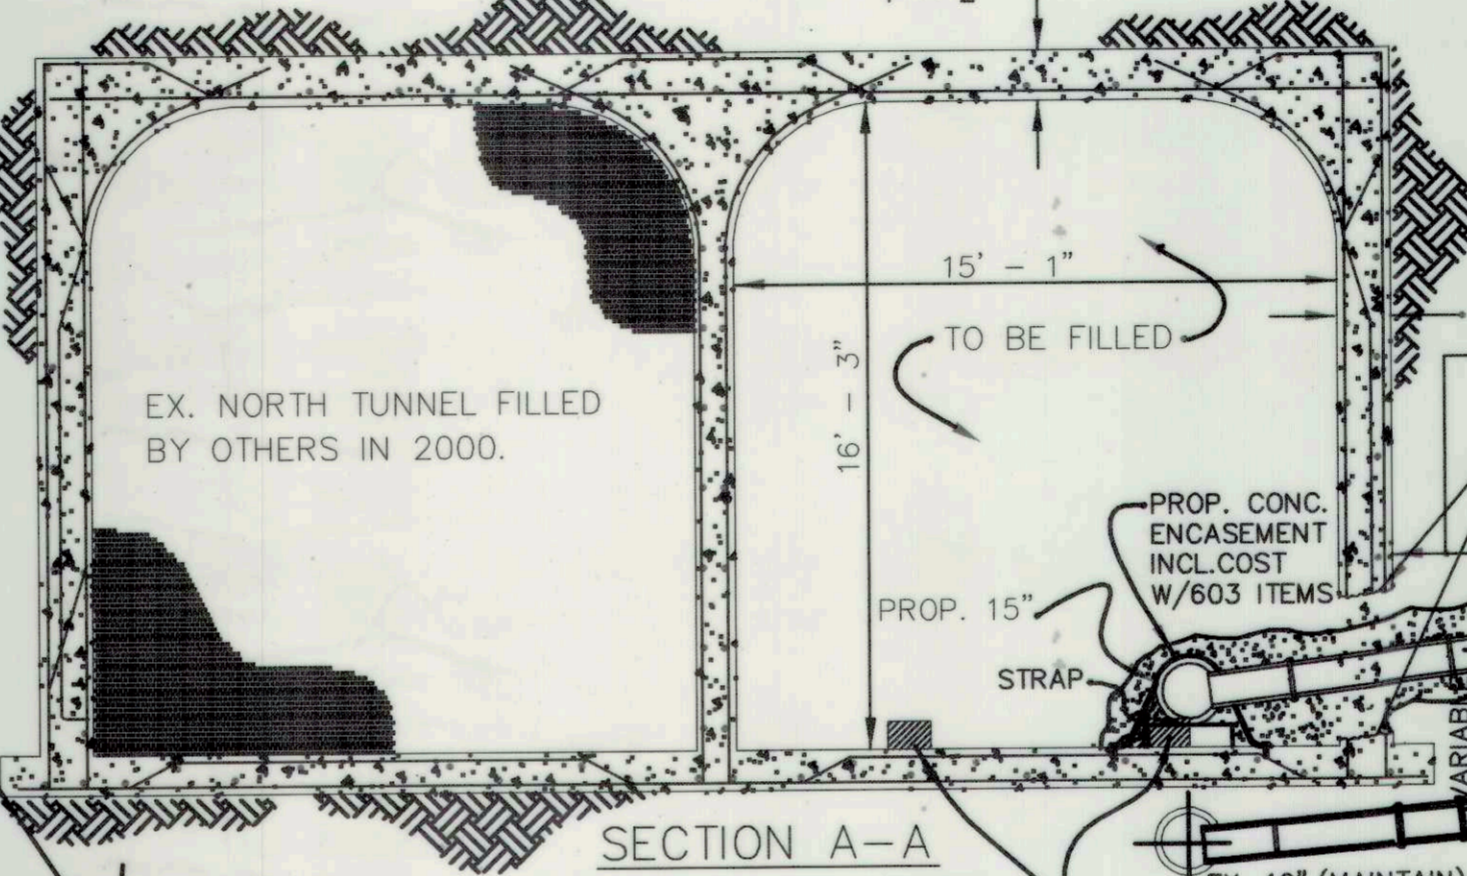 15' - 1"
TO BE FILLED
16' - 3"
EX. NORTH TUNNEL FILLED
BY OTHERS IN 2000.
PROP. CONC.
ENCASEMENT
INCL.COST
W/603 ITEMS
PROP. 15"
STRAP
SECTION A-A
(MAINTAIN)